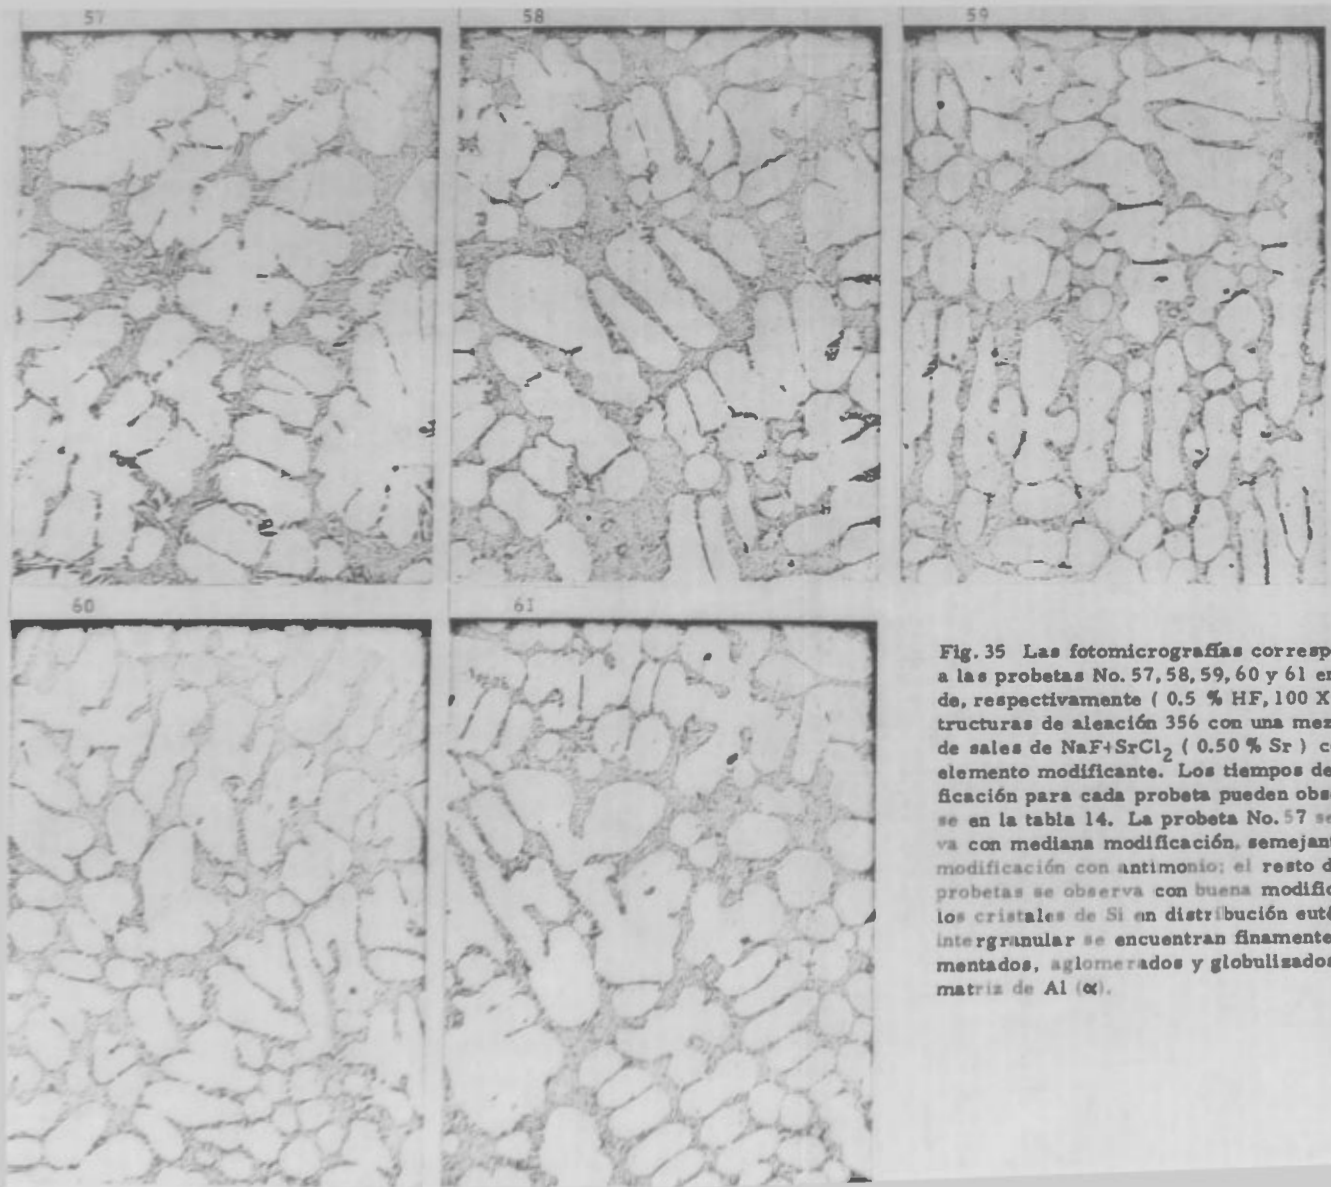 57
58
59
60
61
Fig. 35 Las fotomicrografías corresp
a las probetas No. 57, 58, 59, 60 y 61 en
de, respectivamente ( 0.5 % HF, 100 X
tructuras de aleación 356 con una mez
de sales de NaF+SrCl2 ( 0.50 % Sr ) c
elemento modificante. Los tiempos de
ficación para cada probeta pueden obs
se en la tabla 14. La probeta No. 57 se
va con mediana modificación, semejan
modificación con antimonio; el resto d
probetas se observa con buena modific
los cristales de Si en distribución euté
intergranular se encuentran finamente
mentados, aglomerados y globulizados
matriz de Al (α).